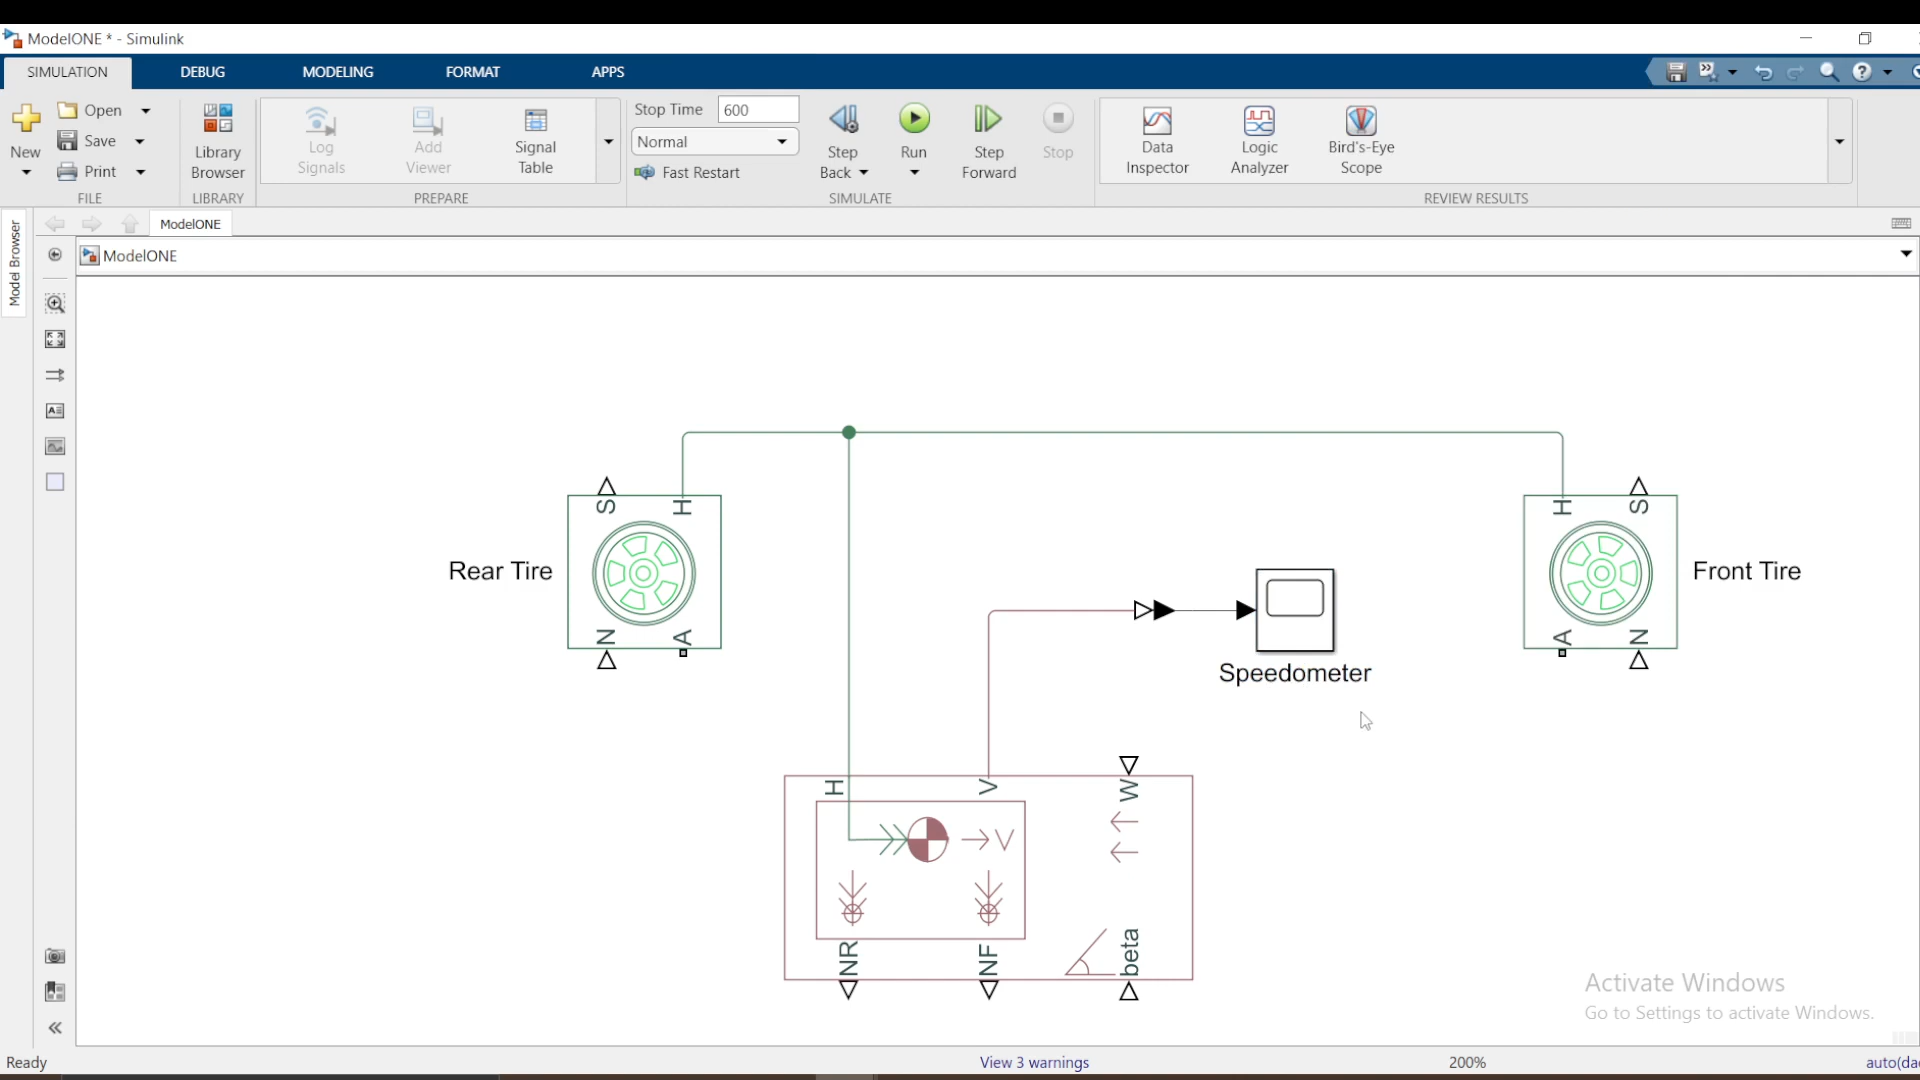 ModelONE * - Simulink
SIMULATION
DEBUG
MODELING
FORMAT
APPS
New
Open
Save
Print
FILE
Library
Browser
LIBRARY
Log
Signals
Add
Viewer
Signal
Table
PREPARE
Stop Time
600
Normal
Fast Restart
Step
Back
Run
Step
Forward
Stop
SIMULATE
Data
Inspector
Logic
Analyzer
Bird's-Eye
Scope
REVIEW RESULTS
Model Browser
ModelONE
ModelONE
Rear Tire
S
H
N
A
Speedometer
H
S
A
N
Front Tire
H
V
W
V
NR
NF
beta
Activate Windows
Go to Settings to activate Windows.
Ready
View 3 warnings
200%
auto(da